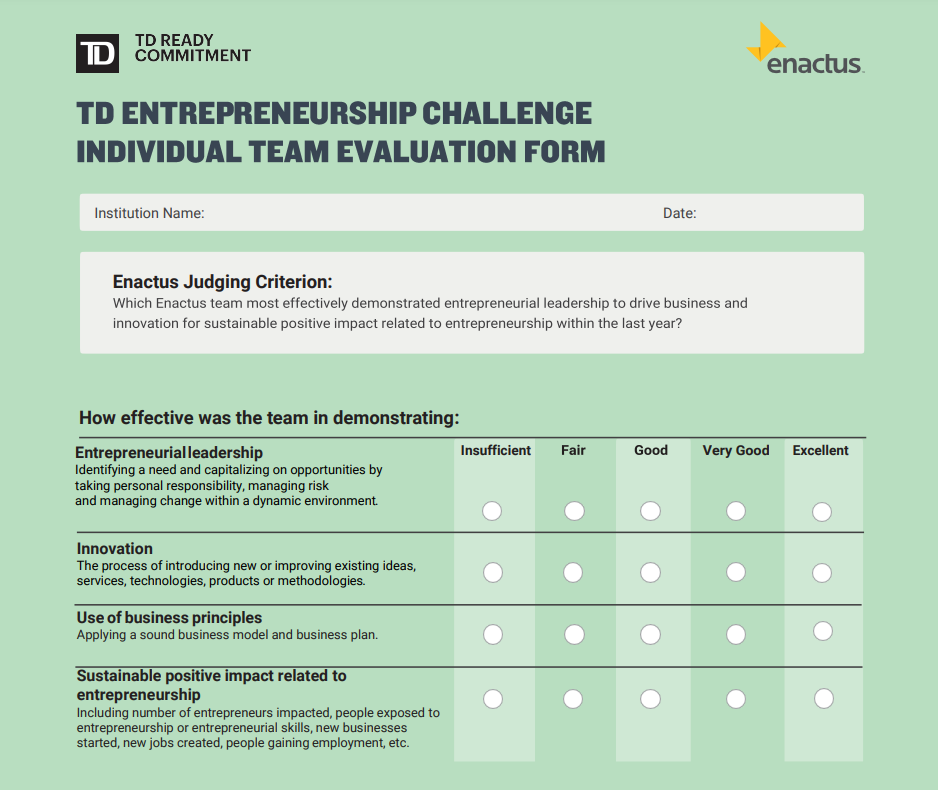 TD
TD READY
COMMITMENT
enactus
TD ENTREPRENEURSHIP CHALLENGE
INDIVIDUAL TEAM EVALUATION FORM
Institution Name: Date:
Enactus Judging Criterion:
Which Enactus team most effectively demonstrated entrepreneurial leadership to drive business and
innovation for sustainable positive impact related to entrepreneurship within the last year?
How effective was the team in demonstrating:
Insufficient Fair Good Very Good Excellent
Entrepreneurial leadership
Identifying a need and capitalizing on opportunities by
taking personal responsibility, managing risk
and managing change within a dynamic environment.
Innovation
The process of introducing new or improving existing ideas,
services, technologies, products or methodologies.
Use of business principles
Applying a sound business model and business plan.
Sustainable positive impact related to
entrepreneurship
Including number of entrepreneurs impacted, people exposed to
entrepreneurship or entrepreneurial skills, new businesses
started, new jobs created, people gaining employment, etc.